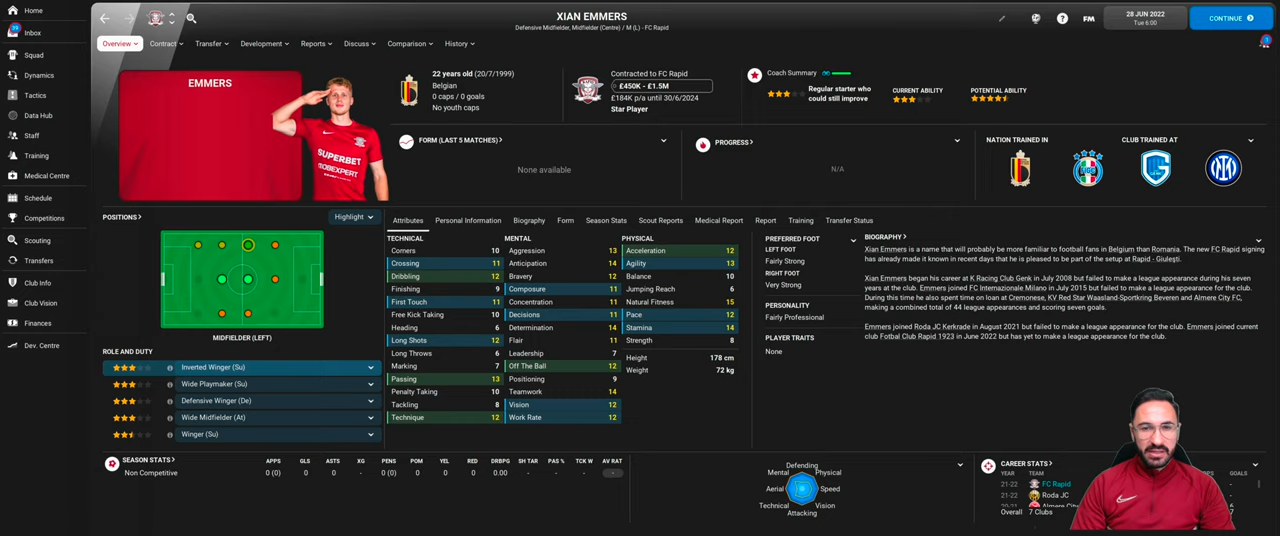 Home
XIAN EMMERS
Defensive Midfielder, Midfielder (Centre) / M (L) - FC Rapid
FM
28 JUN 2022
Tue 6:00
CONTINUE
Inbox
Squad
Dynamics
Tactics
Data Hub
Staff
Training
Medical Centre
Schedule
Competitions
Scouting
Transfers
Club Info
Club Vision
Finances
Dev. Centre
Overview
Contract
Transfer
Development
Reports
Discuss
Comparison
History
EMMERS
SUPERBET
GLOBEXPERT
22 years old (20/7/1999)
Belgian
0 caps / 0 goals
No youth caps
Contracted to FC Rapid
£450K - £1.5M
£184K p/a until 30/6/2024
Star Player
Coach Summary
Regular starter who
could still improve
CURRENT ABILITY
POTENTIAL ABILITY
FORM (LAST 5 MATCHES)
None available
PROGRESS
N/A
NATION TRAINED IN
CLUB TRAINED AT
POSITIONS
Highlight
MIDFIELDER (LEFT)
ROLE AND DUTY
Inverted Winger (Su)
Wide Playmaker (Su)
Defensive Winger (De)
Wide Midfielder (At)
Winger (Su)
Attributes
Personal Information
Biography
Form
Season Stats
Scout Reports
Medical Report
Report
Training
Transfer Status
TECHNICAL
Corners 10
Crossing 11
Dribbling 12
Finishing 9
First Touch 11
Free Kick Taking 10
Heading 6
Long Shots 12
Long Throws 6
Marking 7
Passing 13
Penalty Taking 10
Tackling 8
Technique 12
MENTAL
Aggression 13
Anticipation 14
Bravery 12
Composure 11
Concentration 11
Decisions 11
Determination 14
Flair 11
Leadership 7
Off The Ball 12
Positioning 9
Teamwork 14
Vision 12
Work Rate 12
PHYSICAL
Acceleration 12
Agility 13
Balance 10
Jumping Reach 6
Natural Fitness 15
Pace 12
Stamina 14
Strength 8
Height 178 cm
Weight 72 kg
PREFERRED FOOT
LEFT FOOT
Fairly Strong
RIGHT FOOT
Very Strong
PERSONALITY
Fairly Professional
PLAYER TRAITS
None
BIOGRAPHY
Xian Emmers is a name that will probably be more familiar to football fans in Belgium than Romania. The new FC Rapid signing
has already made it known in recent days that he is pleased to be part of the setup at Rapid - Giuleşti.
Xian Emmers began his career at K Racing Club Genk in July 2008 but failed to make a league appearance during his seven
years at the club. Emmers joined FC Internazionale Milano in July 2015 but failed to make a league appearance for the club.
During this time he also spent time on loan at Cremonese, KV Red Star Waasland-Sportkring Beveren and Almere City FC,
making a combined total of 44 league appearances and scoring seven goals.
Emmers joined Roda JC Kerkrade in August 2021 but failed to make a league appearance for the club. Emmers joined current
club Fotbal Club Rapid 1923 in June 2022 but has yet to make a league appearance for the club.
SEASON STATS
APPS GLS ASTS XG PENS POM YEL RED DRBPG SH TAR PAS % TCK W AV RAT
Non Competitive 0 (0) - - - 0 (0) - - - 0.00 - - - -
Defending
Mental Physical
Aerial Speed
Technical Vision
Attacking
CAREER STATS
YEAR TEAM GOALS
21-22 FC Rapid -
21-22 Roda JC
Almere City
Overall 7 Clubs 7